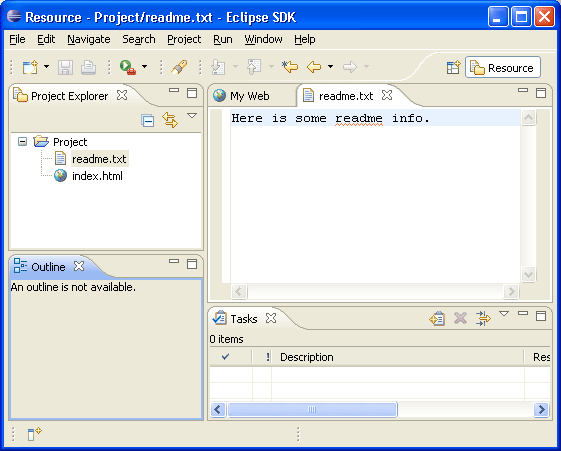 Resource - Project/readme.txt - Eclipse SDK
File Edit Navigate Search Project Run Window Help
Resource
Project Explorer
Project
readme.txt
index.html
My Web
readme.txt
Here is some readme info.
Outline
An outline is not available.
Tasks
0 items
! Description Res